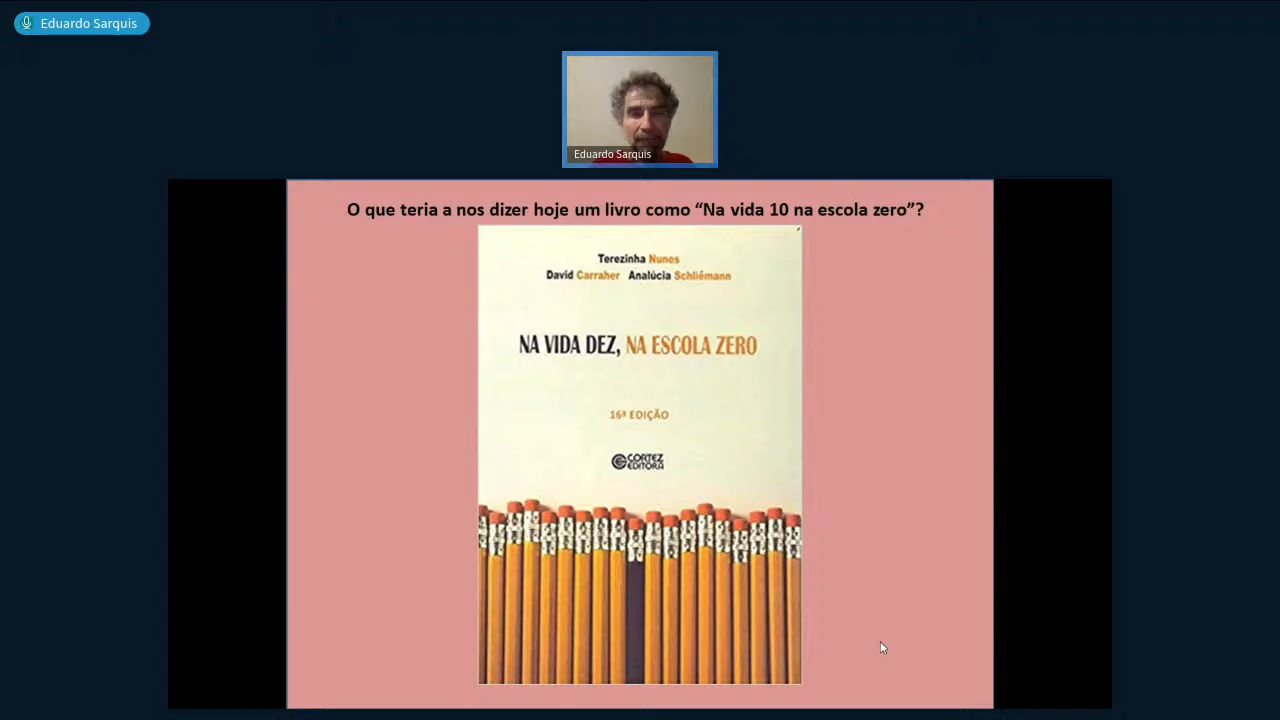 Eduardo Sarquis
Eduardo Sarquis
O que teria a nos dizer hoje um livro como “Na vida 10 na escola zero”?
Terezinha Nunes
David Carraher Analúcia Schliémann
NA VIDA DEZ, NA ESCOLA ZERO
16ª EDIÇÃO
CORTEZ
EDITORA